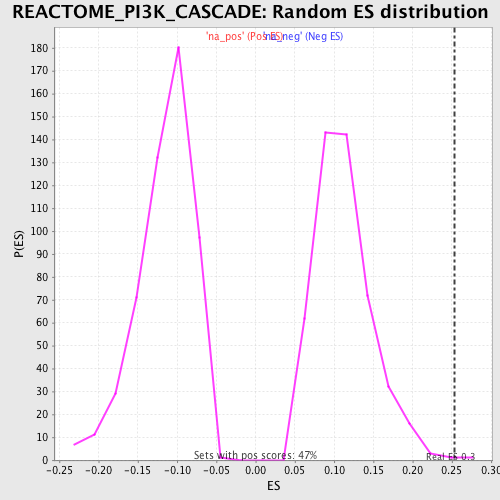 REACTOME_PI3K_CASCADE: Random ES distribution
'na_pos' (Pos ES) 'na_neg' (Neg ES)
180
170
160
150
140
130
120
110
100
90
80
70
60
50
40
30
20
10
0
P(ES)
Sets with pos scores: 47%
Real ES 0.3
-0.25 -0.20 -0.15 -0.10 -0.05 0.00 0.05 0.10 0.15 0.20 0.25 0.30
ES